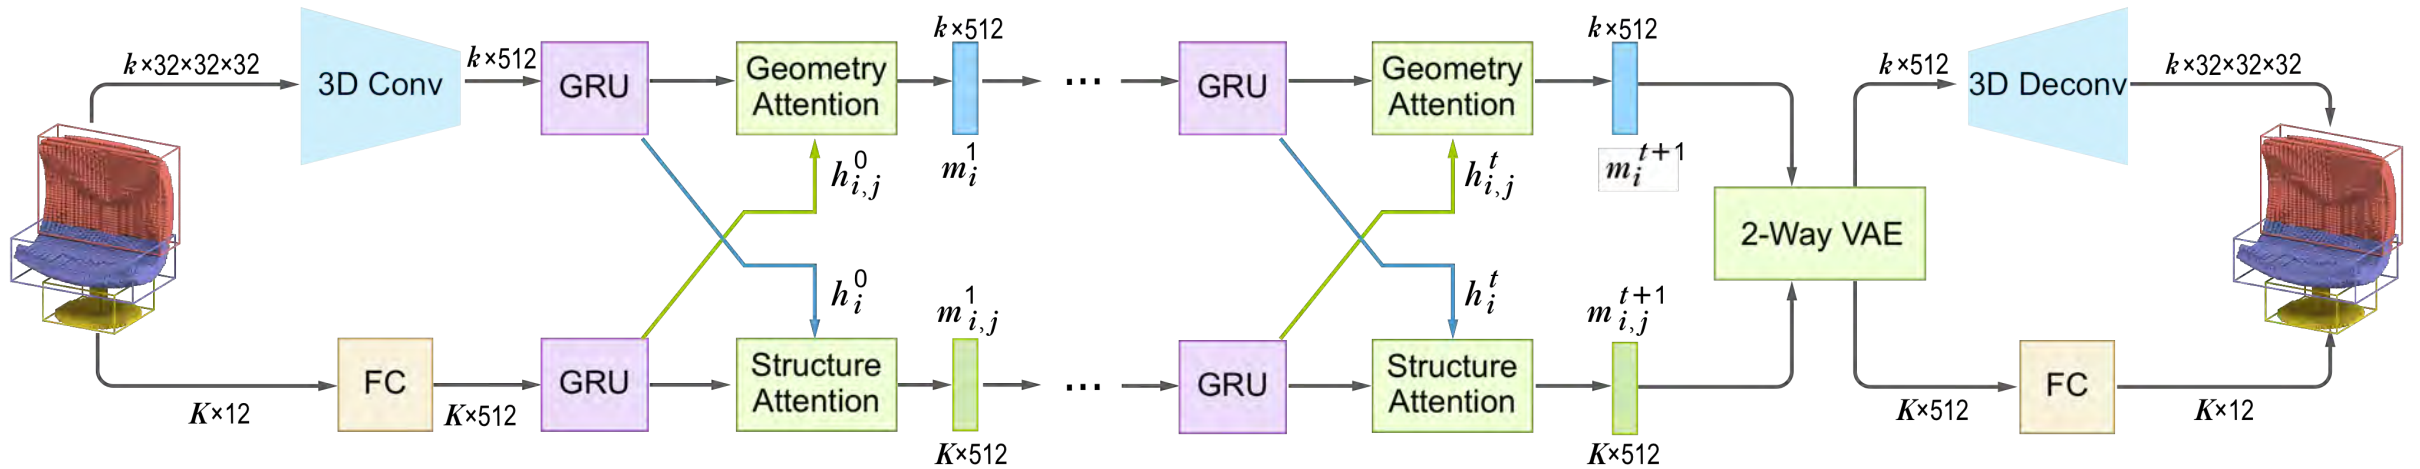 k×32×32×32
3D Conv
k×512
GRU
Geometry
Attention
k×512
m_i^1
...
GRU
Geometry
Attention
k×512
m_i^{t+1}
k×512
3D Deconv
k×32×32×32
h_{i,j}^0
h_i^0
h_{i,j}^t
h_i^t
2-Way VAE
K×12
FC
K×512
GRU
Structure
Attention
m_{i,j}^1
K×512
...
GRU
Structure
Attention
m_{i,j}^{t+1}
K×512
K×512
FC
K×12